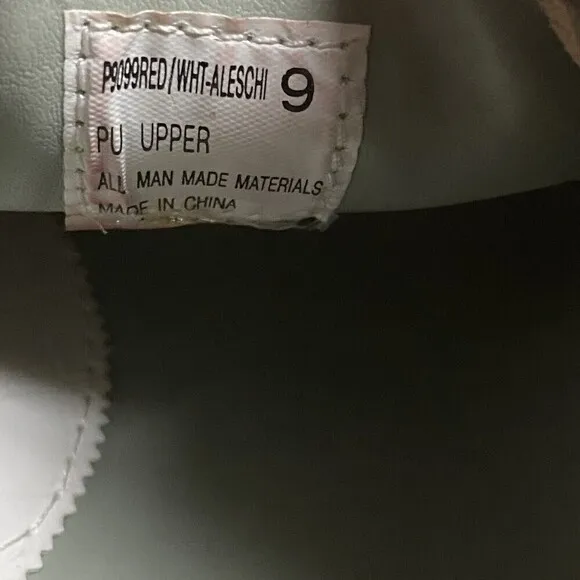 P9099RED/WHT-ALESCHI 9
PU UPPER
ALL MAN MADE MATERIALS
MADE IN CHINA